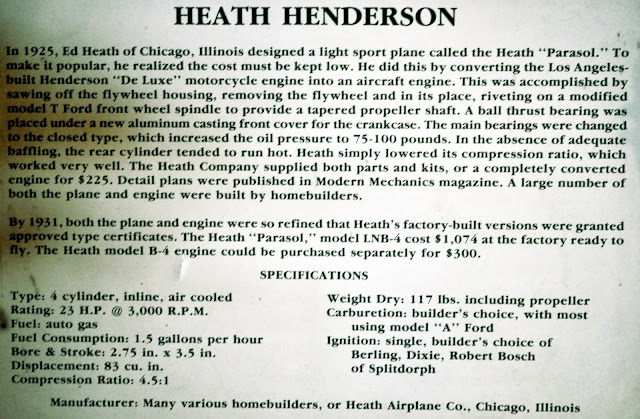 HEATH HENDERSON
In 1925, Ed Heath of Chicago, Illinois designed a light sport plane called the Heath “Parasol.” To
make it popular, he realized the cost must be kept low. He did this by converting the Los Angeles-
built Henderson “De Luxe” motorcycle engine into an aircraft engine. This was accomplished by
sawing off the flywheel housing, removing the flywheel and in its place, riveting on a modified
model T Ford front wheel spindle to provide a tapered propeller shaft. A ball thrust bearing was
placed under a new aluminum casting front cover for the crankcase. The main bearings were changed
to the closed type, which increased the oil pressure to 75-100 pounds. In the absence of adequate
baffling, the rear cylinder tended to run hot. Heath simply lowered its compression ratio, which
worked very well. The Heath Company supplied both parts and kits, or a completely converted
engine for $225. Detail plans were published in Modern Mechanics magazine. A large number of
both the plane and engine were built by homebuilders.
By 1931, both the plane and engine were so refined that Heath’s factory-built versions were granted
approved type certificates. The Heath “Parasol,” model LNB-4 cost $1,074 at the factory ready to
fly. The Heath model B-4 engine could be purchased separately for $300.
SPECIFICATIONS
Type: 4 cylinder, inline, air cooled
Rating: 23 H.P. @ 3,000 R.P.M.
Fuel: auto gas
Fuel Consumption: 1.5 gallons per hour
Bore & Stroke: 2.75 in. x 3.5 in.
Displacement: 83 cu. in.
Compression Ratio: 4.5:1
Weight Dry: 117 lbs. including propeller
Carburetion: builder’s choice, with most
using model “A” Ford
Ignition: single, builder’s choice of
Berling, Dixie, Robert Bosch
of Splitdorph
Manufacturer: Many various homebuilders, or Heath Airplane Co., Chicago, Illinois